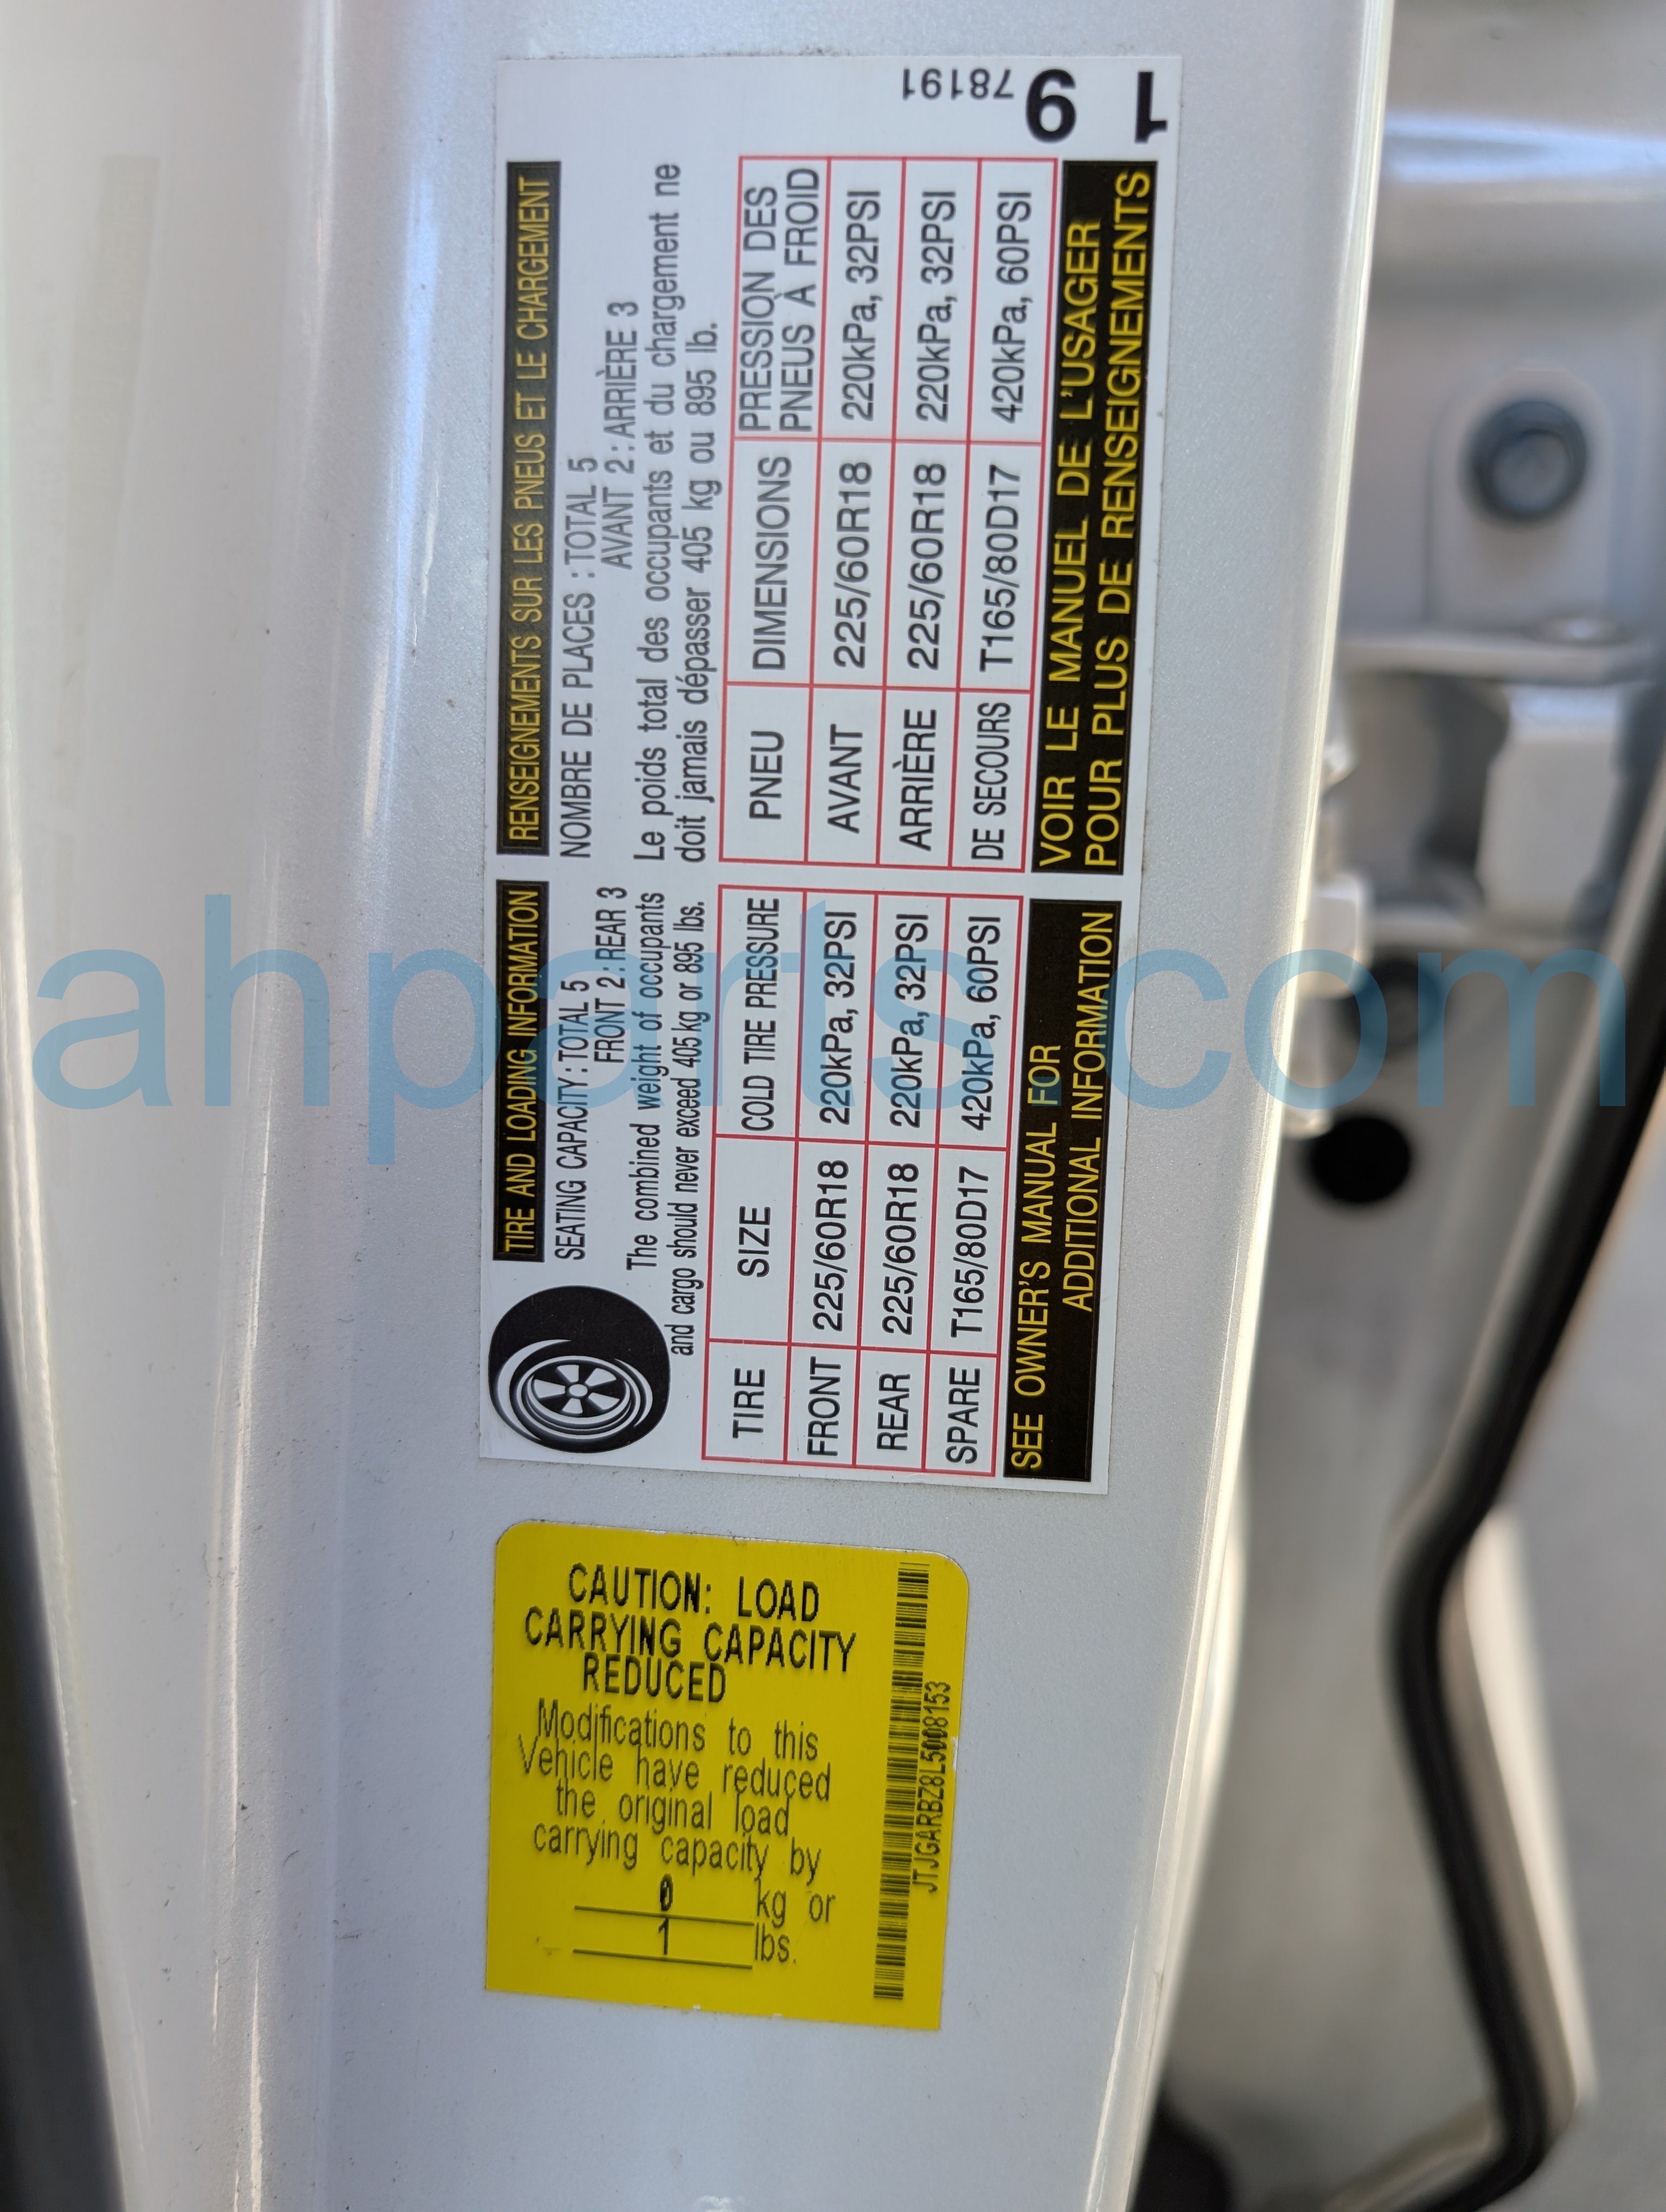 TIRE AND LOADING INFORMATION
SEATING CAPACITY : TOTAL 5
FRONT 2 : REAR 3
The combined weight of occupants
and cargo should never exceed 405 kg or 895 lbs.
TIRE SIZE COLD TIRE PRESSURE
FRONT 225/60R18 220kPa, 32PSI
REAR 225/60R18 220kPa, 32PSI
SPARE T165/80D17 420kPa, 60PSI
SEE OWNER'S MANUAL FOR
ADDITIONAL INFORMATION
RENSEIGNEMENTS SUR LES PNEUS ET LE CHARGEMENT
NOMBRE DE PLACES : TOTAL 5
AVANT 2 : ARRIÈRE 3
Le poids total des occupants et du chargement ne
doit jamais dépasser 405 kg ou 895 lb.
PNEU DIMENSIONS PRESSION DES
PNEUS À FROID
AVANT 225/60R18 220kPa, 32PSI
ARRIÈRE 225/60R18 220kPa, 32PSI
DE SECOURS T165/80D17 420kPa, 60PSI
VOIR LE MANUEL DE L'USAGER
POUR PLUS DE RENSEIGNEMENTS
1 9 78191
CAUTION: LOAD
CARRYING CAPACITY
REDUCED
Modifications to this
Vehicle have reduced
the original load
carrying capacity by
0 kg or
1 lbs.
JTJGARBZ8L5008153
ahparts.com